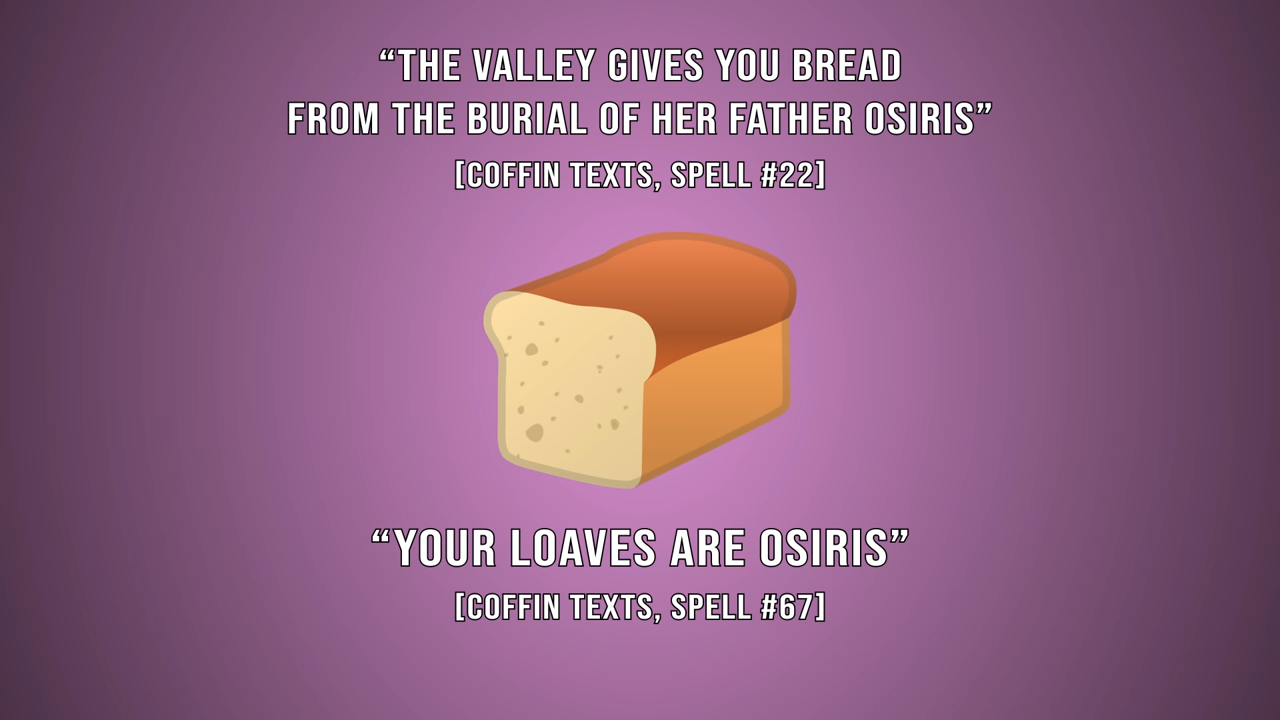 “THE VALLEY GIVES YOU BREAD
FROM THE BURIAL OF HER FATHER OSIRIS”
[COFFIN TEXTS, SPELL #22]
“YOUR LOAVES ARE OSIRIS”
[COFFIN TEXTS, SPELL #67]